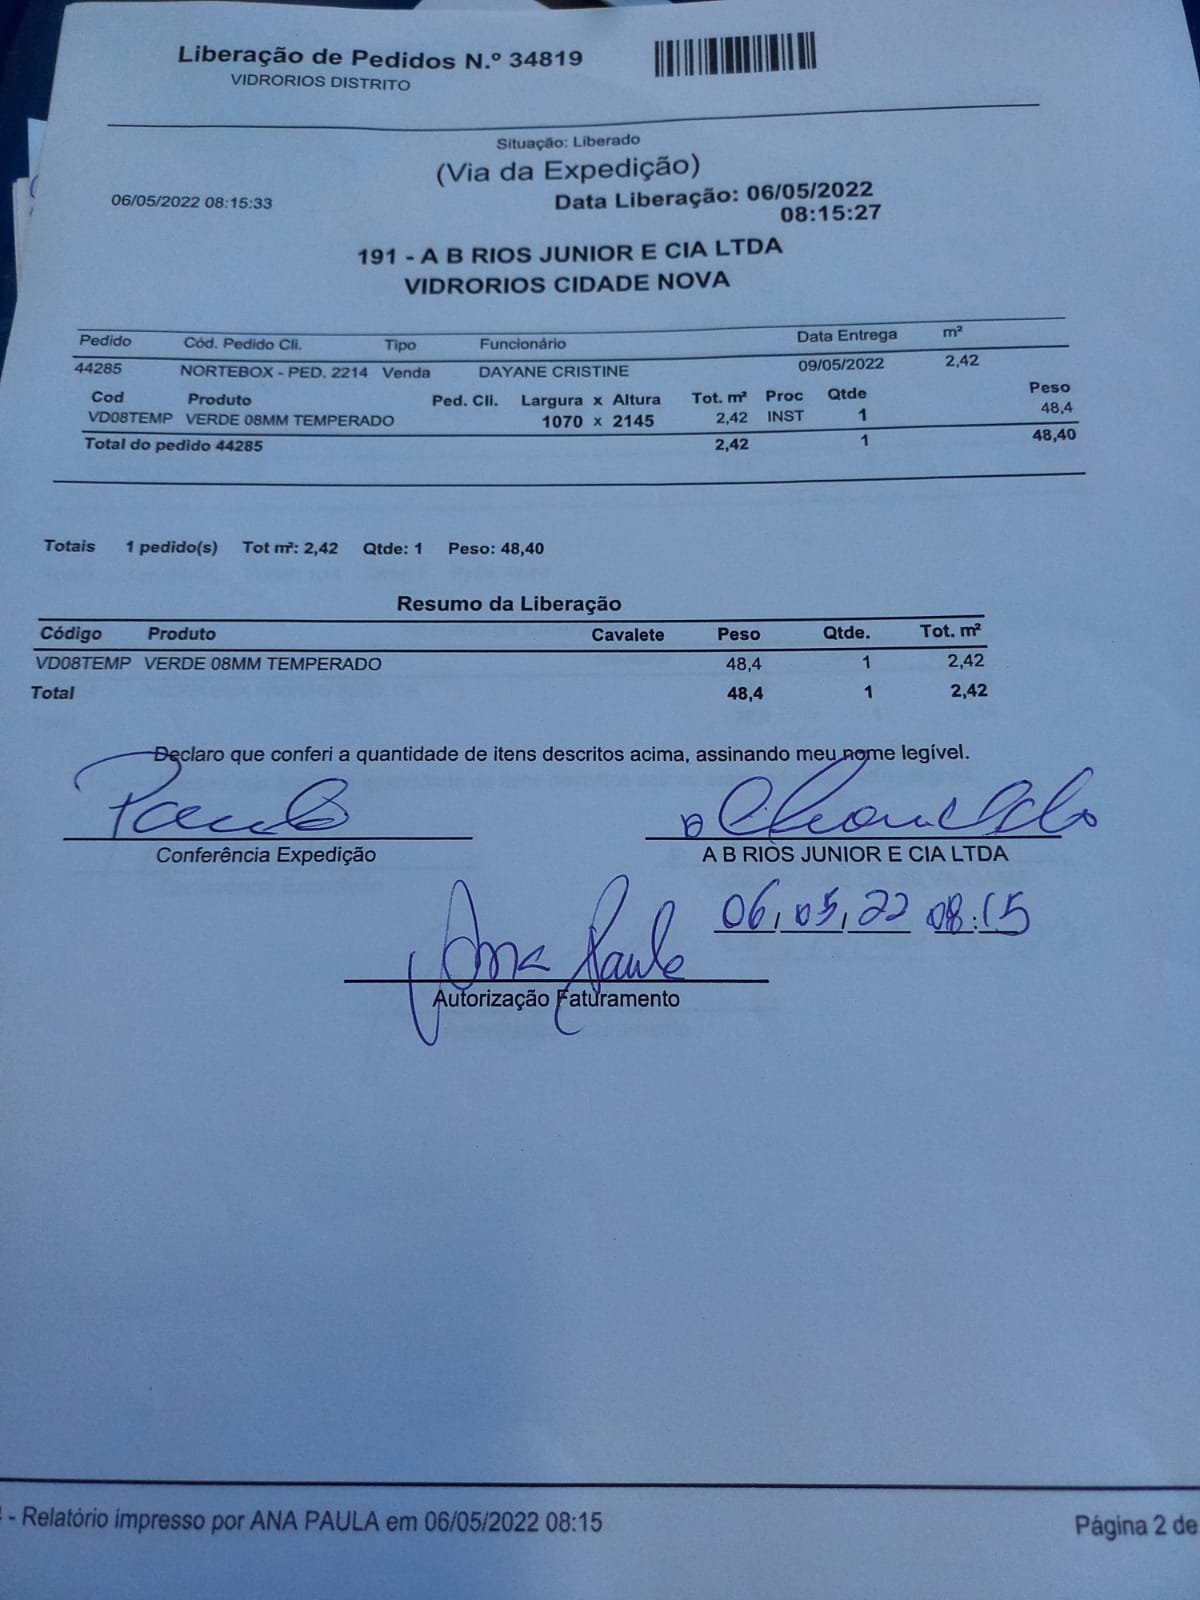 Liberação de Pedidos N.º 34819
VIDRORIOS DISTRITO
Situação: Liberado
(Via da Expedição)
06/05/2022 08:15:33 Data Liberação: 06/05/2022
08:15:27
191 - A B RIOS JUNIOR E CIA LTDA
VIDRORIOS CIDADE NOVA
Pedido Cód. Pedido Cli. Tipo Funcionário Data Entrega m²
44285 NORTEBOX - PED. 2214 Venda DAYANE CRISTINE 09/05/2022 2,42
Cod Produto Ped. Cli. Largura x Altura Tot. m² Proc Qtde Peso
VD08TEMP VERDE 08MM TEMPERADO 1070 x 2145 2,42 INST 1 48,4
Total do pedido 44285 2,42 1 48,40
Totais 1 pedido(s) Tot m²: 2,42 Qtde: 1 Peso: 48,40
Resumo da Liberação
Código Produto Cavalete Peso Qtde. Tot. m²
VD08TEMP VERDE 08MM TEMPERADO 48,4 1 2,42
Total 48,4 1 2,42
Declaro que conferi a quantidade de itens descritos acima, assinando meu nome legível.
Paulo
Conferência Expedição A B RIOS JUNIOR E CIA LTDA
06, 05, 22 08:15
Ana Paula
Autorização Faturamento
- Relatório impresso por ANA PAULA em 06/05/2022 08:15 Página 2 de